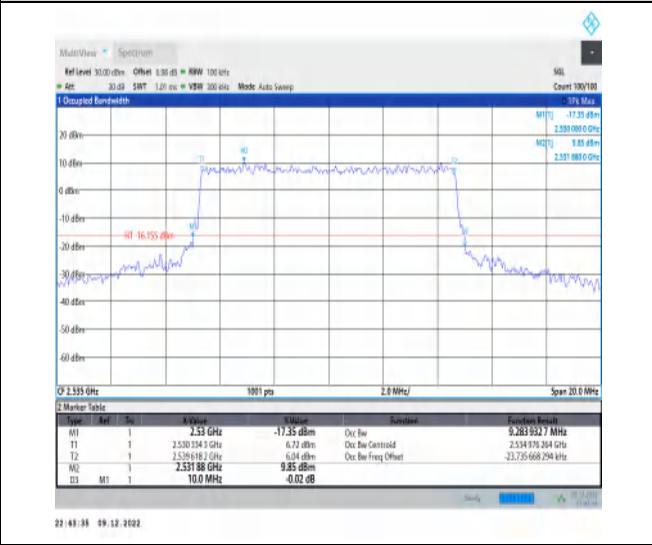 MultiView Spectrum
Ref Level 30.00 dBm Offset 8.98 dB RBW 100 kHz SGL
Att 30 dB SWT 1.01 ms VBW 300 kHz Mode Auto Sweep Count 100/100
1 Occupied Bandwidth 1Pk Max
M1[1] -17.35 dBm
2.530 000 0 GHz
M2[1] 9.85 dBm
2.531 880 0 GHz
20 dBm
M2
T1
T2
10 dBm
0 dBm
-10 dBm
M1
H1 -16.155 dBm
-20 dBm
-30 dBm
-40 dBm
-50 dBm
-60 dBm
CF 2.535 GHz 1001 pts 2.0 MHz/ Span 20.0 MHz
2 Marker Table
Type Ref Trc X-Value Y-Value Function Function Result
M1 1 2.53 GHz -17.35 dBm Occ Bw 9.283 932 7 MHz
T1 1 2.530 334 3 GHz 6.72 dBm Occ Bw Centroid 2.534 976 264 GHz
T2 1 2.539 618 2 GHz 6.04 dBm Occ Bw Freq Offset -23.735 668 294 kHz
M2 1 2.531 88 GHz 9.85 dBm
D3 M1 1 10.0 MHz -0.02 dB
Ready
22:43:35 09.12.2022